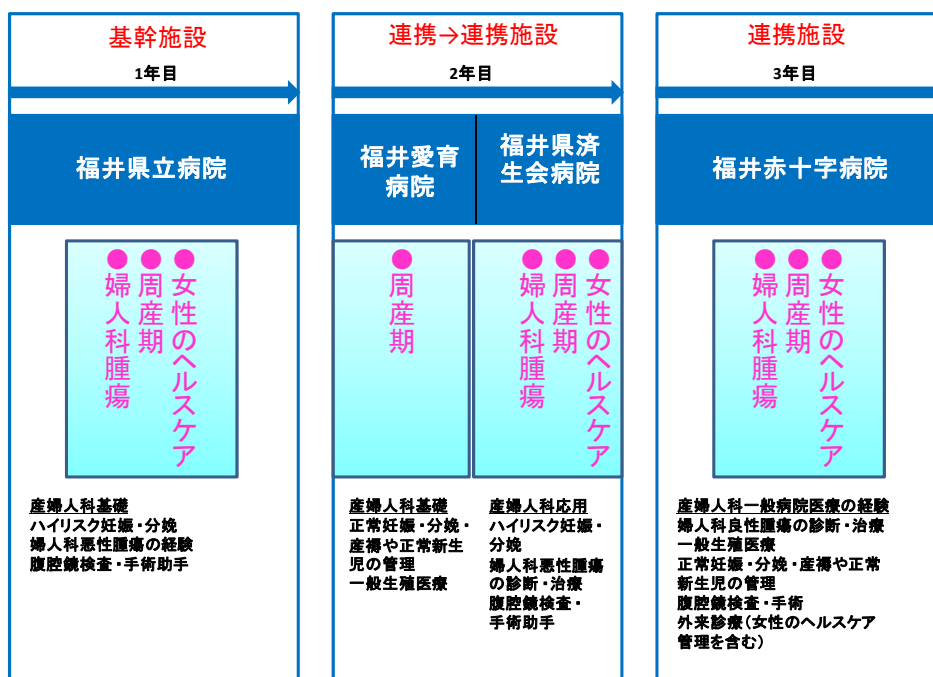 基幹施設
1年目
福井県立病院
●女性のヘルスケア
●周産期
●婦人科腫瘍
産婦人科基礎
ハイリスク妊娠・分娩
婦人科悪性腫瘍の経験
腹腔鏡検査・手術助手
連携→連携施設
2年目
福井愛育
病院
●周産期
産婦人科基礎
正常妊娠・分娩・
産褥や正常新生
児の管理
一般生殖医療
福井県済
生会病院
●女性のヘルスケア
●周産期
●婦人科腫瘍
産婦人科応用
ハイリスク妊娠・
分娩
婦人科悪性腫瘍
の診断・治療
腹腔鏡検査・
手術助手
連携施設
3年目
福井赤十字病院
●女性のヘルスケア
●周産期
●婦人科腫瘍
産婦人科一般病院医療の経験
婦人科良性腫瘍の診断・治療
一般生殖医療
正常妊娠・分娩・産褥や正常
新生児の管理
腹腔鏡検査・手術
外来診療(女性のヘルスケア
管理を含む)